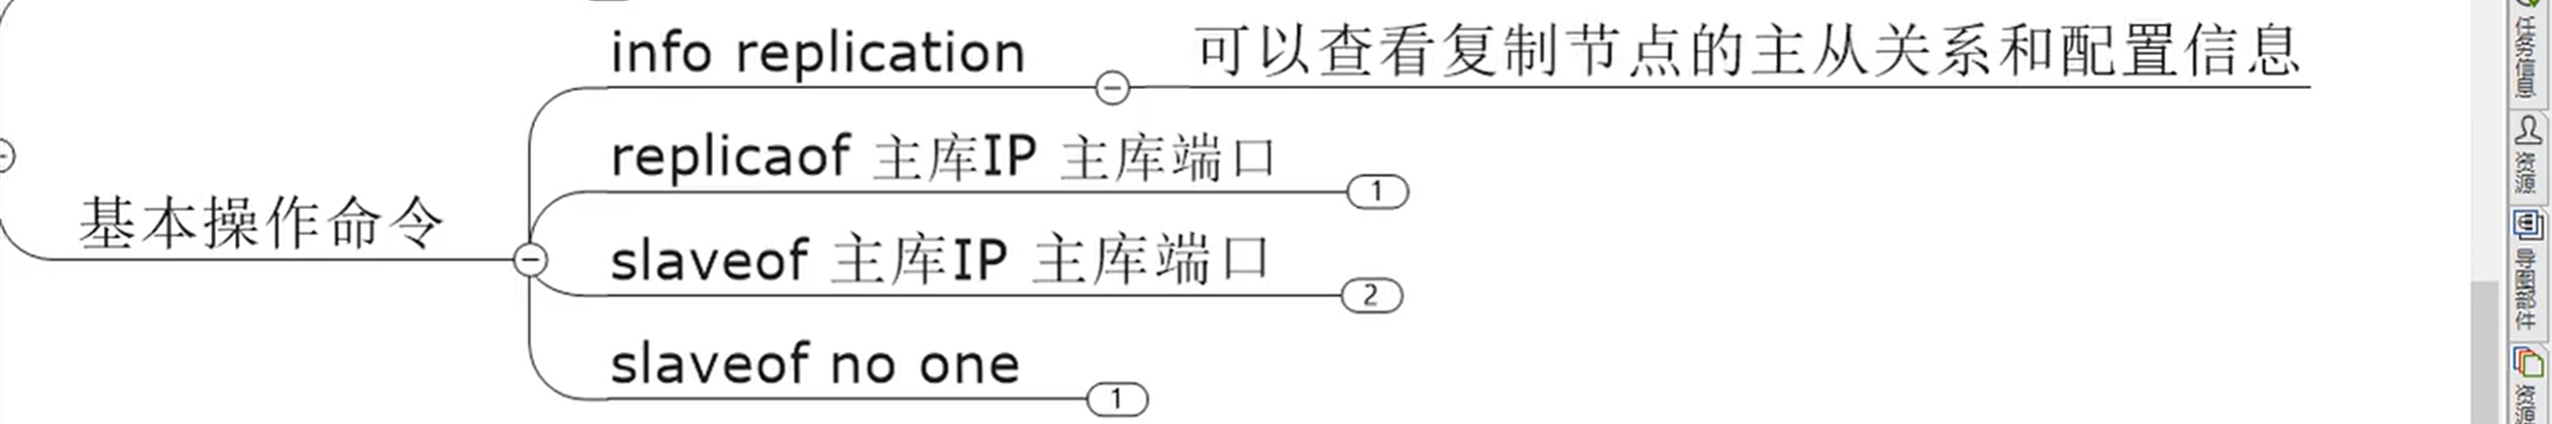 info replication
可以查看复制节点的主从关系和配置信息
replicaof 主库IP 主库端口
1
基本操作命令
slaveof 主库IP 主库端口
2
slaveof no one
1
任务信息
资源
导图部件
资源